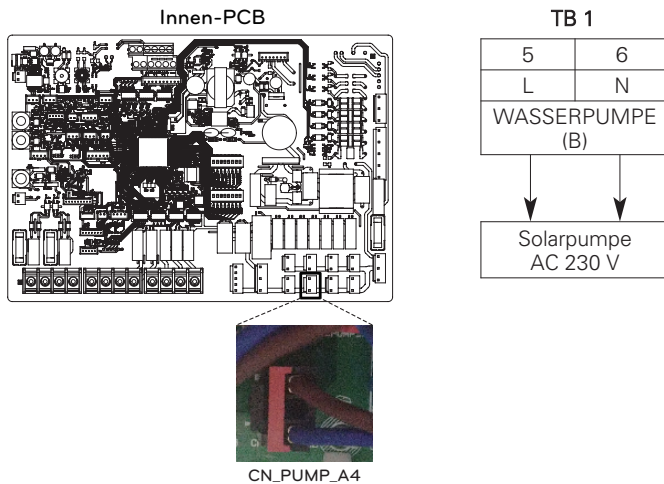 Innen-PCB
TB 1
5 6
L N
WASSERPUMPE
(B)
Solarpumpe
AC 230 V
CN_PUMP_A4